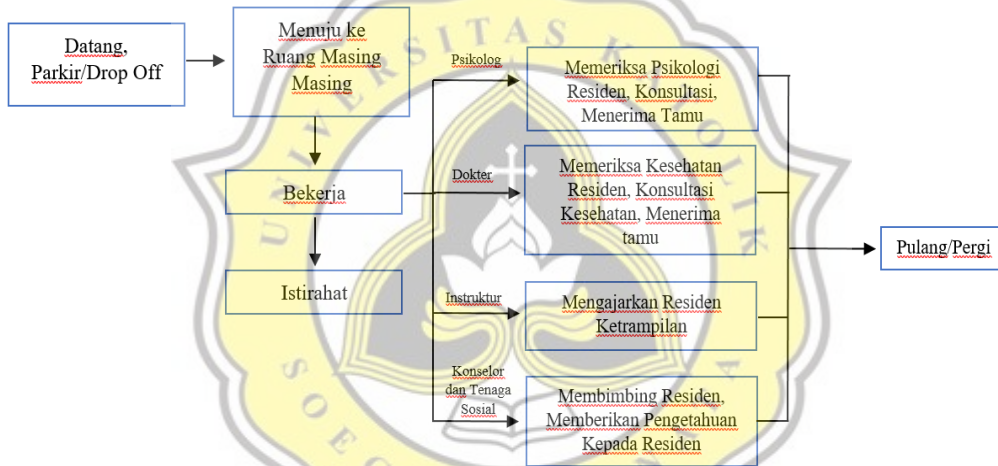 Datang,
Parkir/Drop Off
Menuju ke
Ruang Masing
Masing
Bekerja
Istirahat
Psikolog
Memeriksa Psikologi
Residen, Konsultasi,
Menerima Tamu
Dokter
Memeriksa Kesehatan
Residen, Konsultasi
Kesehatan, Menerima
tamu
Instruktur
Mengajarkan Residen
Ketrampilan
Konselor
dan Tenaga
Sosial
Membimbing Residen,
Memberikan Pengetahuan
Kepada Residen
Pulang/Pergi
UNIVERSITAS KATOLIK